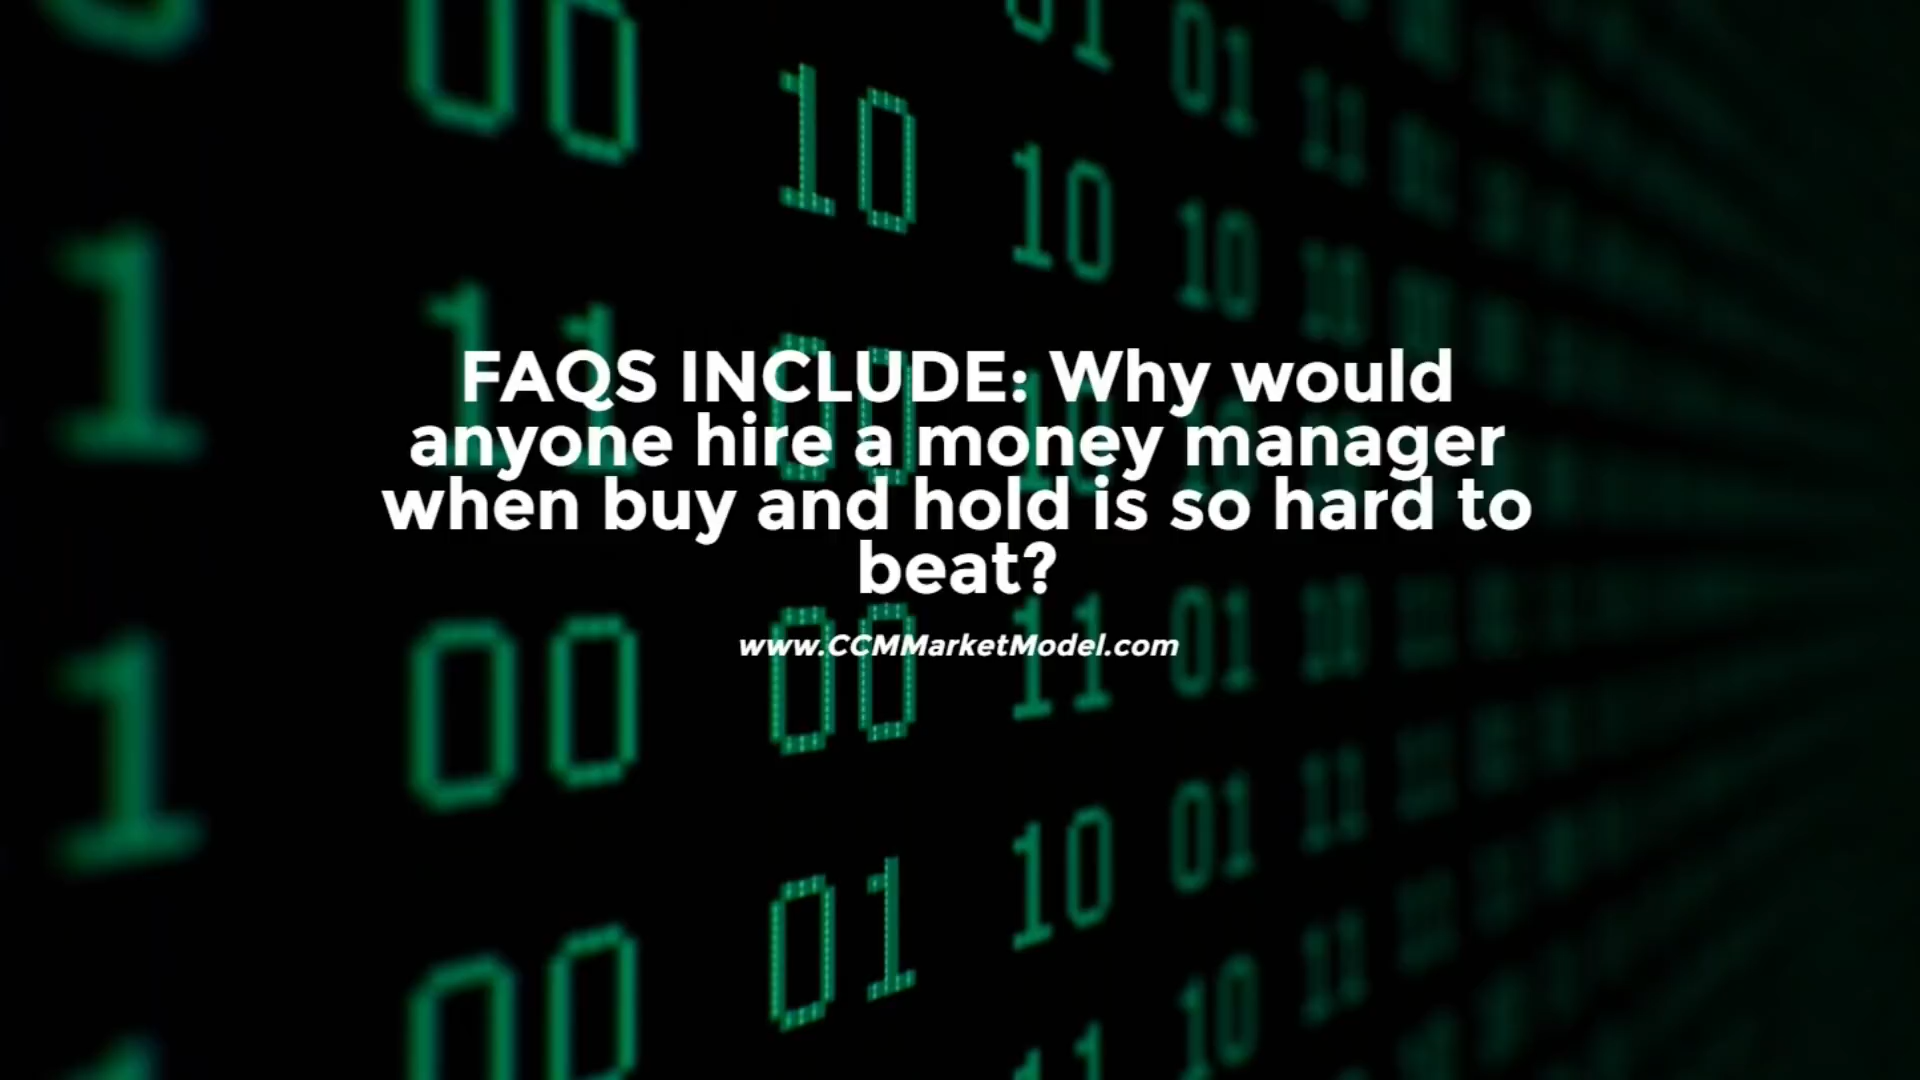 FAQS INCLUDE: Why would
anyone hire a money manager
when buy and hold is so hard to
beat?
www.CCMMarketModel.com